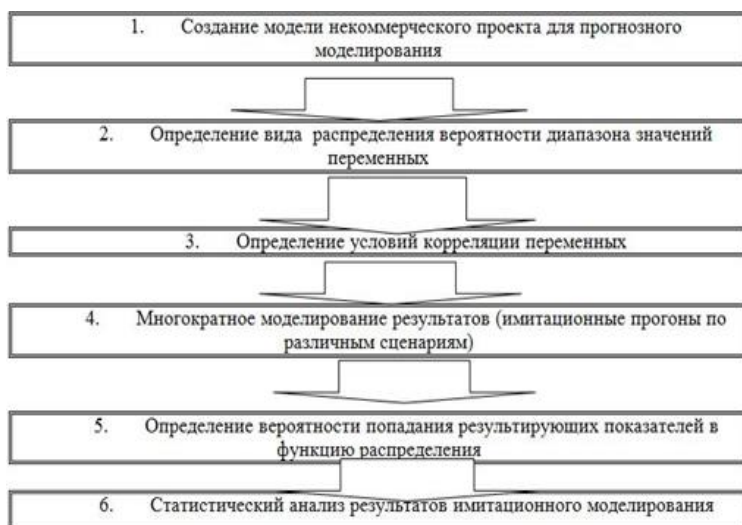 1. Создание модели некоммерческого проекта для прогнозного
моделирования
2. Определение вида распределения вероятности диапазона значений
переменных
3. Определение условий корреляции переменных
4. Многократное моделирование результатов (имитационные прогоны по
различным сценариям)
5. Определение вероятности попадания результирующих показателей в
функцию распределения
6. Статистический анализ результатов имитационного моделирования